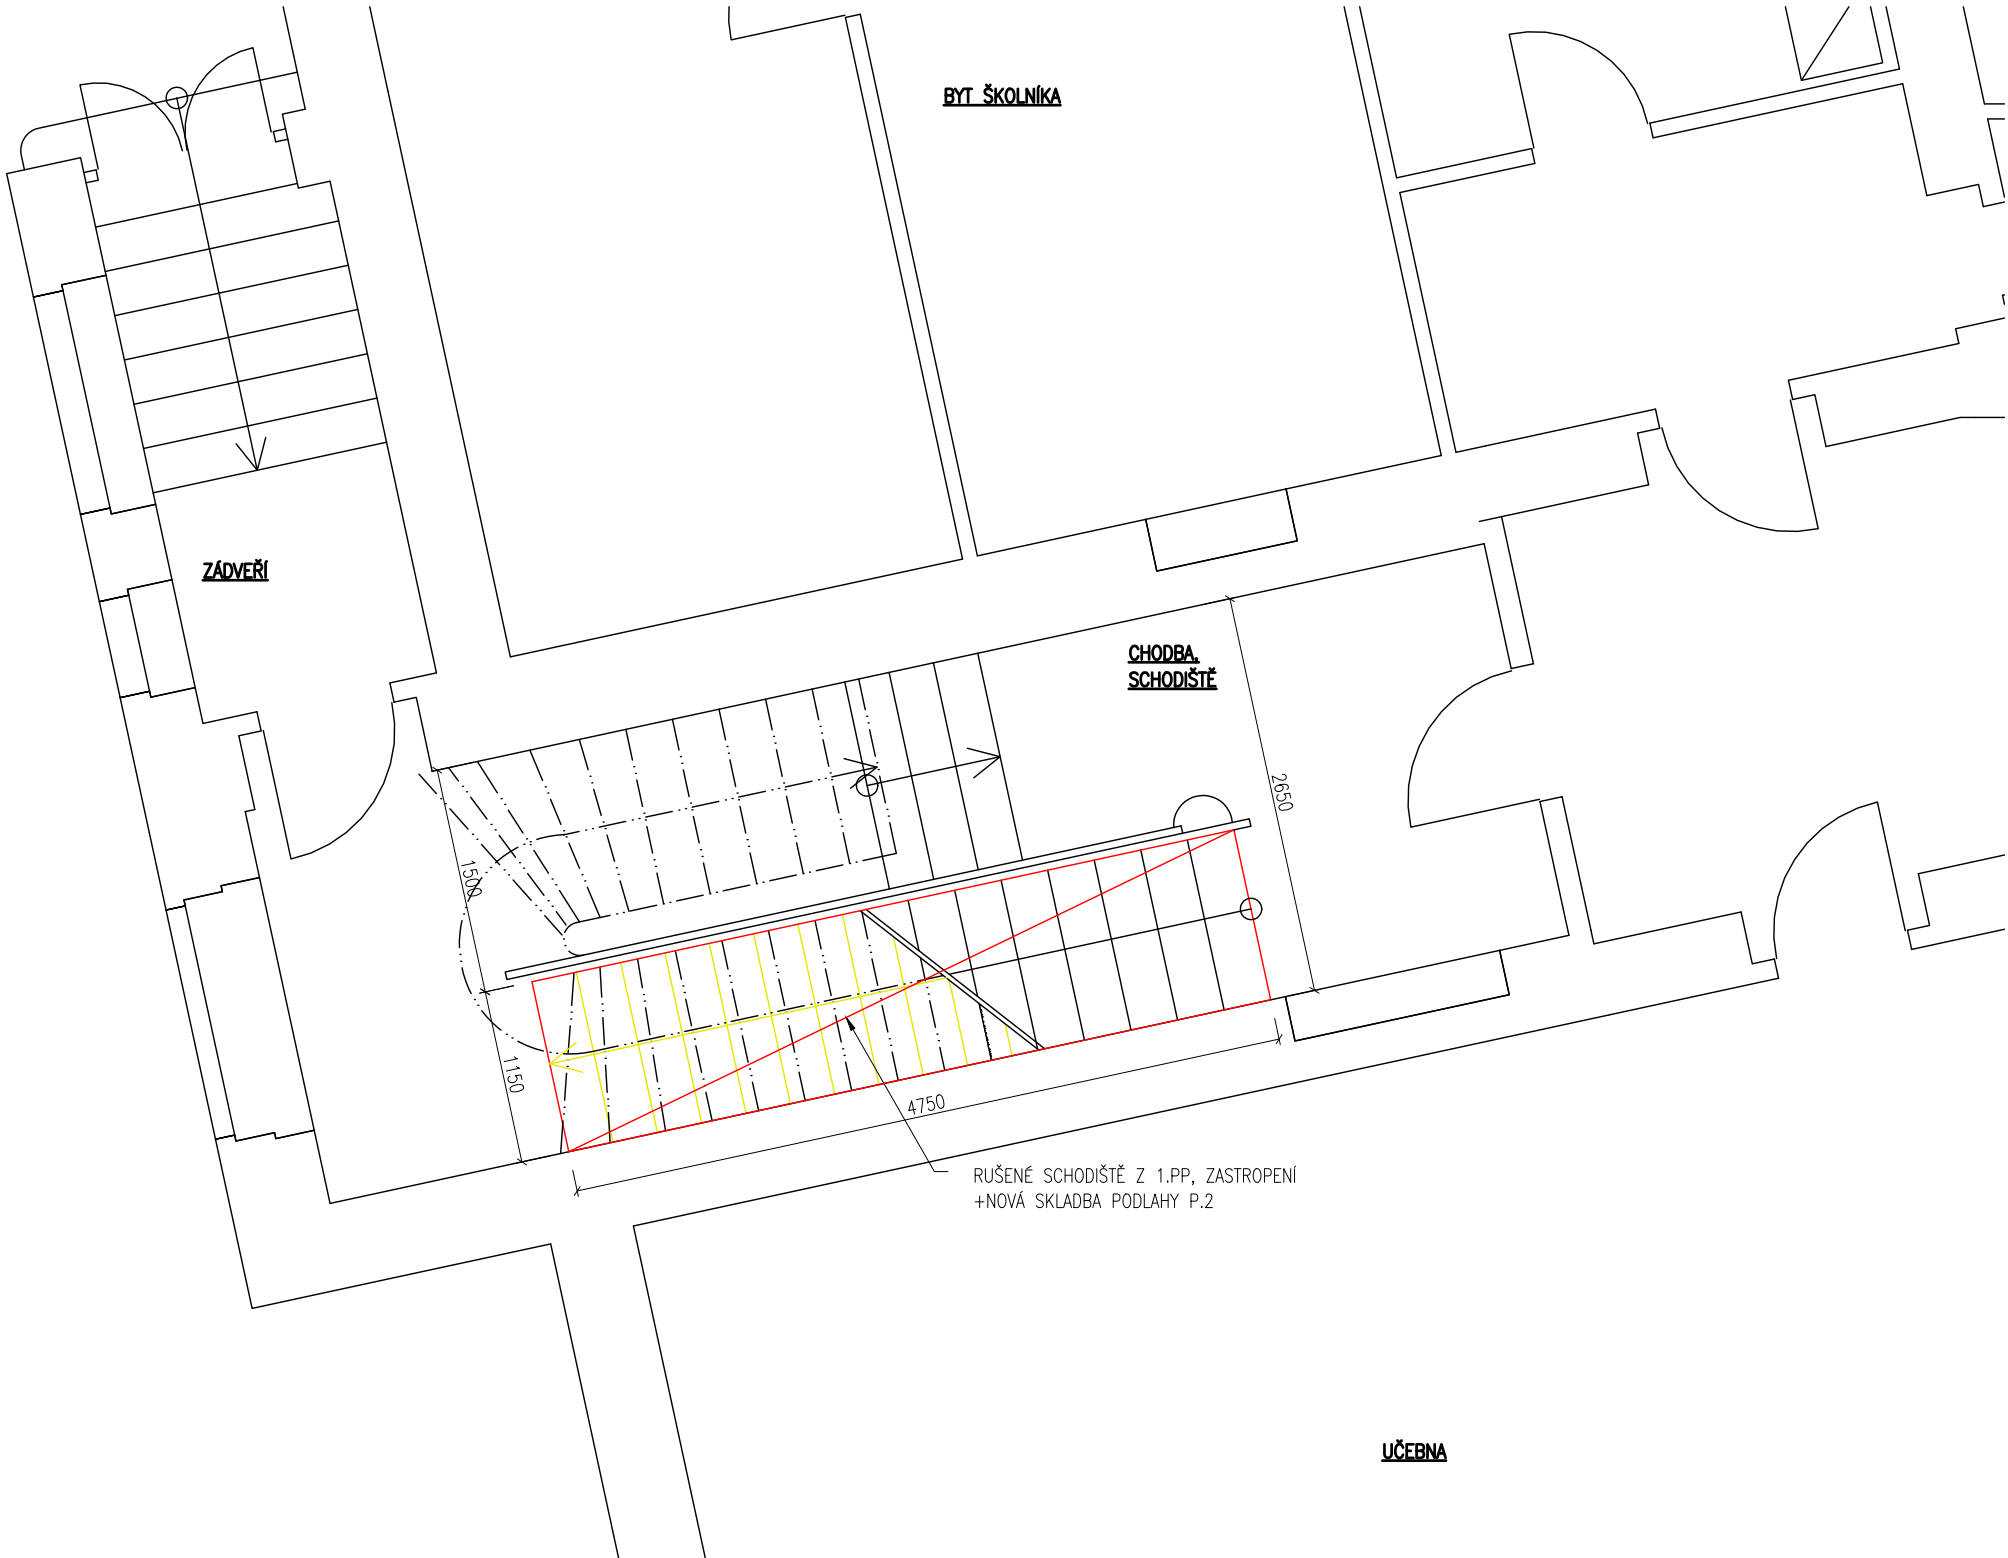 BYT ŠKOLNÍKA
ZÁDVEŘÍ
CHODBA,
SCHODIŠTĚ
2650
1500
1150
4750
RUŠENÉ SCHODIŠTĚ Z 1.PP, ZASTROPENÍ
+NOVÁ SKLADBA PODLAHY P.2
UČEBNA